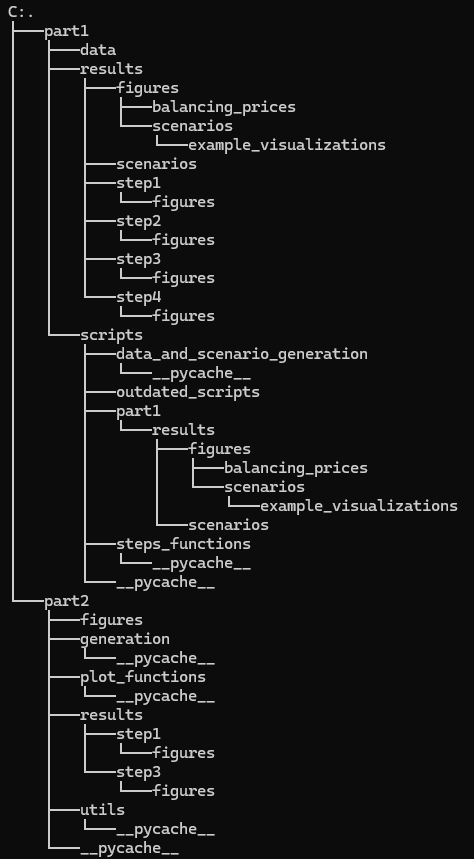 C:.
part1
data
results
figures
balancing_prices
scenarios
example_visualizations
scenarios
step1
figures
step2
figures
step3
figures
step4
figures
scripts
data_and_scenario_generation
__pycache__
outdated_scripts
part1
results
figures
balancing_prices
scenarios
example_visualizations
scenarios
steps_functions
__pycache__
__pycache__
part2
figures
generation
__pycache__
plot_functions
__pycache__
results
step1
figures
step3
figures
utils
__pycache__
__pycache__